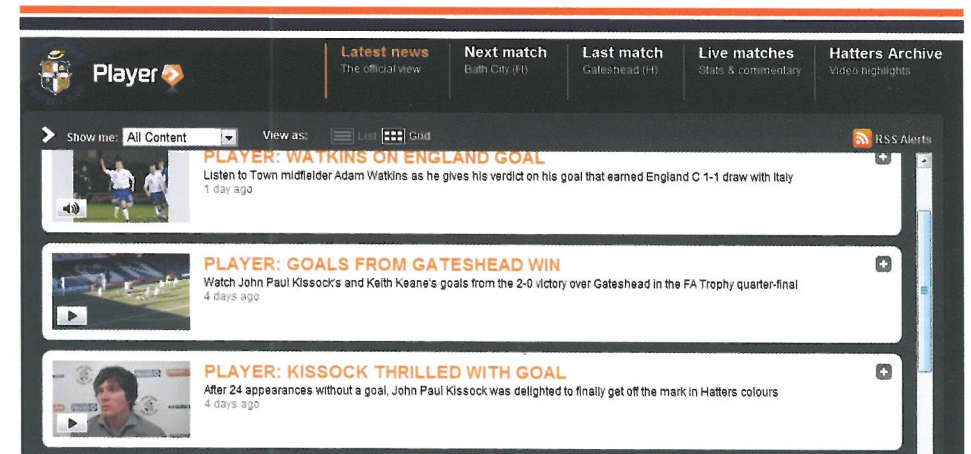 Player
Latest news
The official view
Next match
Bath City (H)
Last match
Gateshead (H)
Live matches
Stats & commentary
Hatters Archive
Video highlights
Show me: All Content
View as: List Grid
RSS Alerts
PLAYER: WATKINS ON ENGLAND GOAL
Listen to Town midfielder Adam Watkins as he gives his verdict on his goal that earned England C 1-1 draw with Italy
1 day ago
PLAYER: GOALS FROM GATESHEAD WIN
Watch John Paul Kissock's and Keith Keane's goals from the 2-0 victory over Gateshead in the FA Trophy quarter-final
4 days ago
PLAYER: KISSOCK THRILLED WITH GOAL
After 24 appearances without a goal, John Paul Kissock was delighted to finally get off the mark in Hatters colours
4 days ago